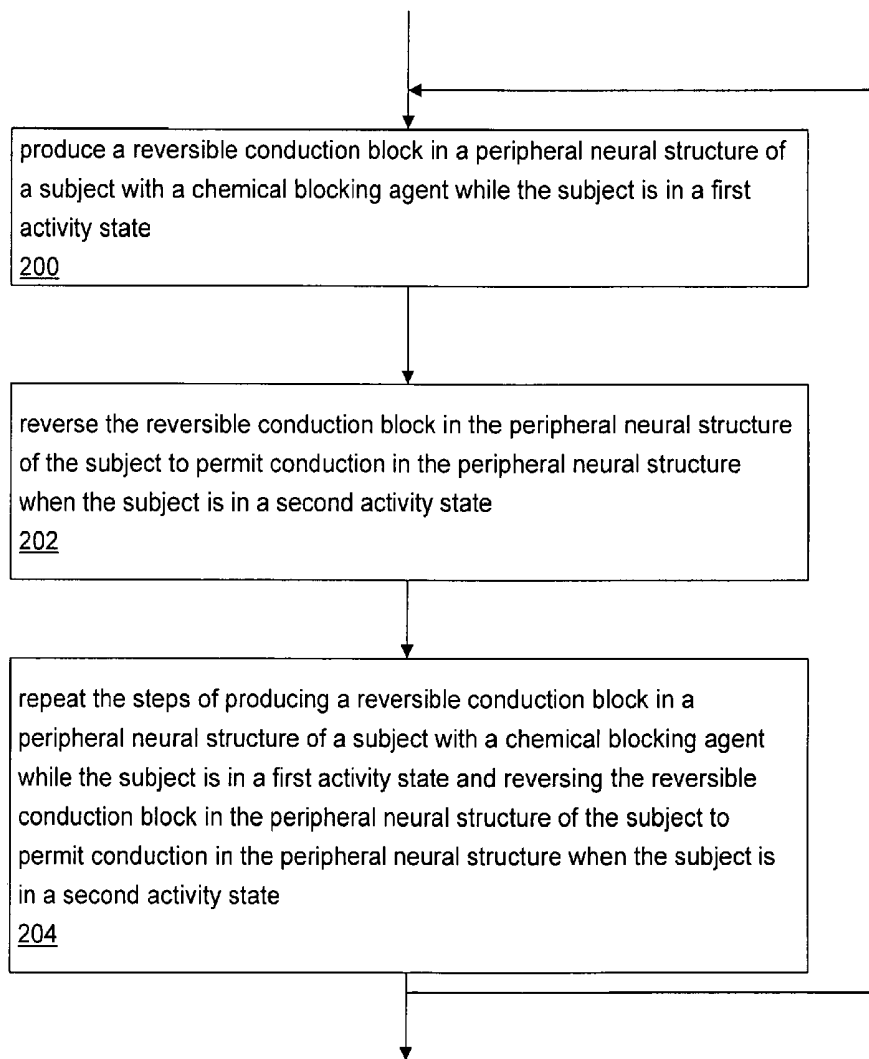 produce a reversible conduction block in a peripheral neural structure of
a subject with a chemical blocking agent while the subject is in a first
activity state
200
reverse the reversible conduction block in the peripheral neural structure
of the subject to permit conduction in the peripheral neural structure
when the subject is in a second activity state
202
repeat the steps of producing a reversible conduction block in a
peripheral neural structure of a subject with a chemical blocking agent
while the subject is in a first activity state and reversing the reversible
conduction block in the peripheral neural structure of the subject to
permit conduction in the peripheral neural structure when the subject is
in a second activity state
204